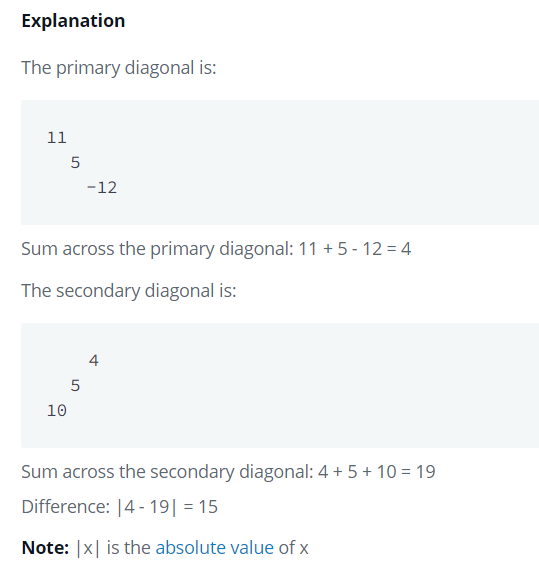 Explanation
The primary diagonal is:
11
5
-12
Sum across the primary diagonal: 11 + 5 - 12 = 4
The secondary diagonal is:
4
5
10
Sum across the secondary diagonal: 4 + 5 + 10 = 19
Difference: |4 - 19| = 15
Note: |x| is the absolute value of x